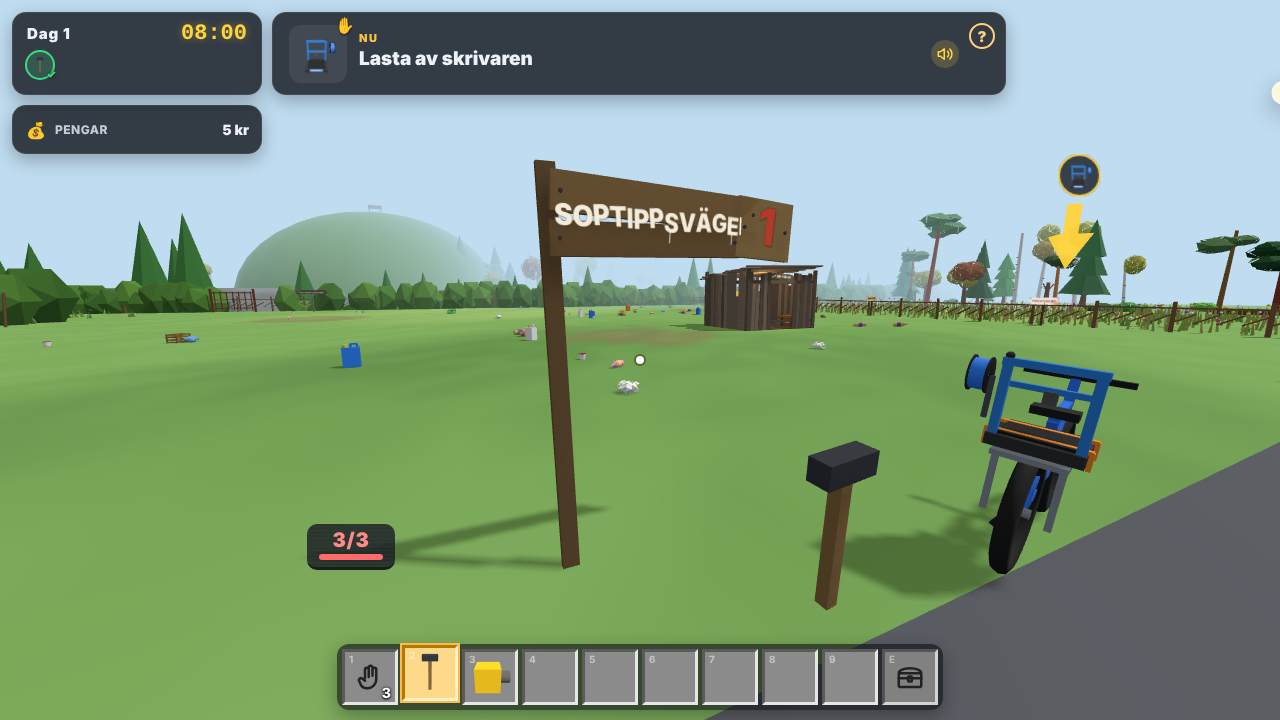 Dag 1
08:00
NU
Lasta av skrivaren
?
PENGAR
5 kr
SOPTIPPSVÄGEN
1
3/3
1
3
2
3
4
5
6
7
8
9
E